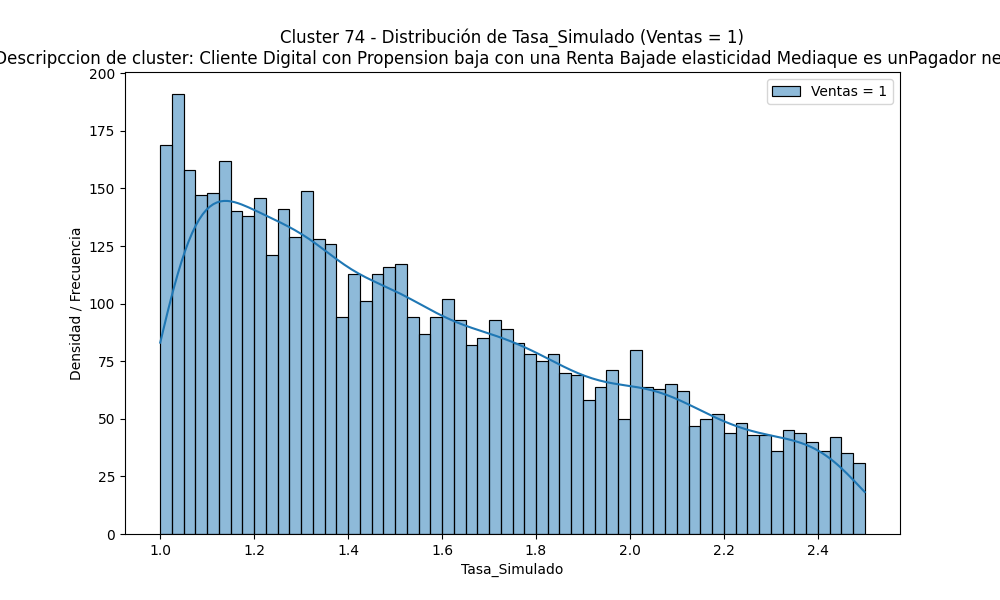 Cluster 74 - Distribución de Tasa_Simulado (Ventas = 1)
Descripccion de cluster: Cliente Digital con Propension baja con una Renta Bajade elasticidad Mediaque es unPagador ne
200
Ventas = 1
175
150
125
100
75
50
25
0
Densidad / Frecuencia
1.0 1.2 1.4 1.6 1.8 2.0 2.2 2.4
Tasa_Simulado